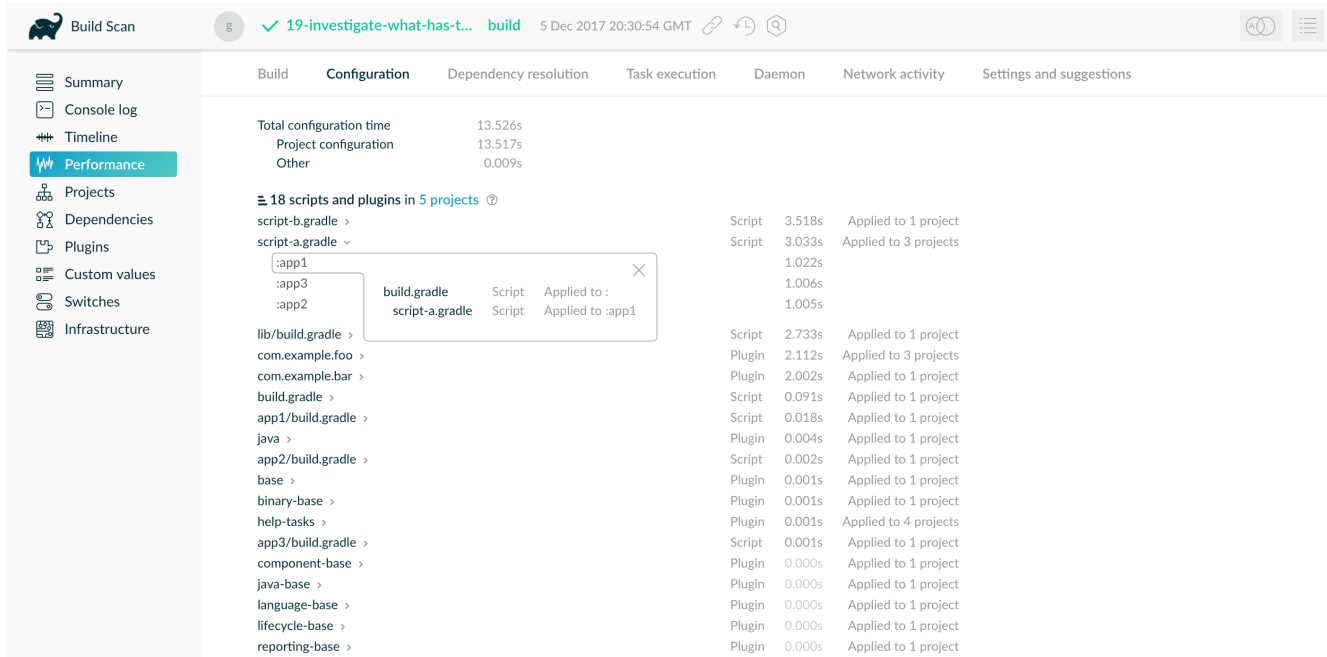 Build Scan
g 19-investigate-what-has-t... build 5 Dec 2017 20:30:54 GMT
Summary
Console log
Timeline
Performance
Projects
Dependencies
Plugins
Custom values
Switches
Infrastructure
Build Configuration Dependency resolution Task execution Daemon Network activity Settings and suggestions
Total configuration time 13.526s
Project configuration 13.517s
Other 0.009s
18 scripts and plugins in 5 projects ?
script-b.gradle › Script 3.518s Applied to 1 project
script-a.gradle Script 3.033s Applied to 3 projects
:app1 1.022s
:app3 1.006s
:app2 1.005s
build.gradle Script Applied to :
script-a.gradle Script Applied to :app1
lib/build.gradle › Script 2.733s Applied to 1 project
com.example.foo › Plugin 2.112s Applied to 3 projects
com.example.bar › Plugin 2.002s Applied to 1 project
build.gradle › Script 0.091s Applied to 1 project
app1/build.gradle › Script 0.018s Applied to 1 project
java › Plugin 0.004s Applied to 1 project
app2/build.gradle › Script 0.002s Applied to 1 project
base › Plugin 0.001s Applied to 1 project
binary-base › Plugin 0.001s Applied to 1 project
help-tasks › Plugin 0.001s Applied to 4 projects
app3/build.gradle › Script 0.001s Applied to 1 project
component-base › Plugin 0.000s Applied to 1 project
java-base › Plugin 0.000s Applied to 1 project
language-base › Plugin 0.000s Applied to 1 project
lifecycle-base › Plugin 0.000s Applied to 1 project
reporting-base › Plugin 0.000s Applied to 1 project